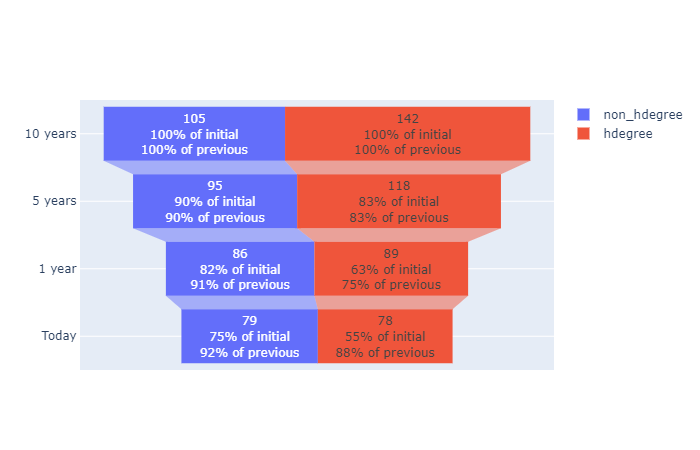 10 years
105
100% of initial
100% of previous
142
100% of initial
100% of previous
non_hdegree
hdegree
5 years
95
90% of initial
90% of previous
118
83% of initial
83% of previous
1 year
86
82% of initial
91% of previous
89
63% of initial
75% of previous
Today
79
75% of initial
92% of previous
78
55% of initial
88% of previous